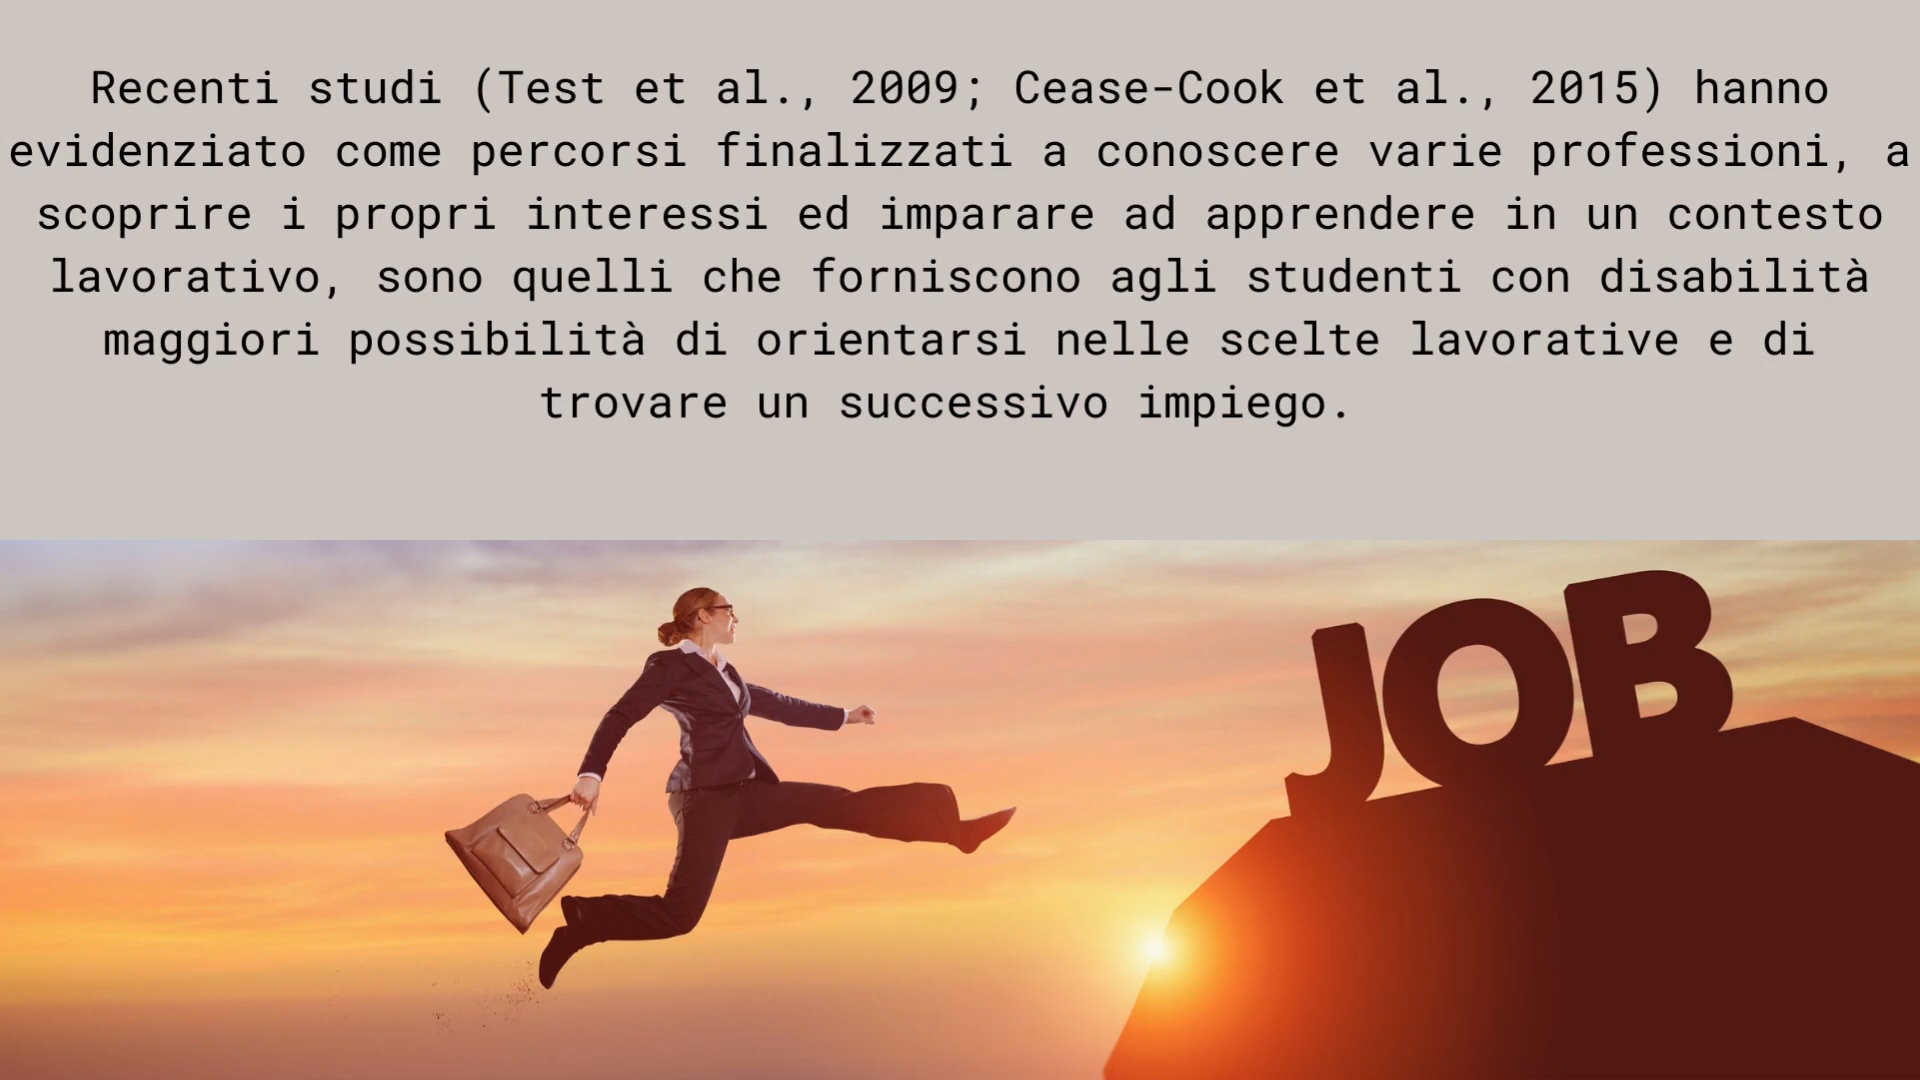 Recenti studi (Test et al., 2009; Cease-Cook et al., 2015) hanno
evidenziato come percorsi finalizzati a conoscere varie professioni, a
scoprire i propri interessi ed imparare ad apprendere in un contesto
lavorativo, sono quelli che forniscono agli studenti con disabilità
maggiori possibilità di orientarsi nelle scelte lavorative e di
trovare un successivo impiego.
JOB